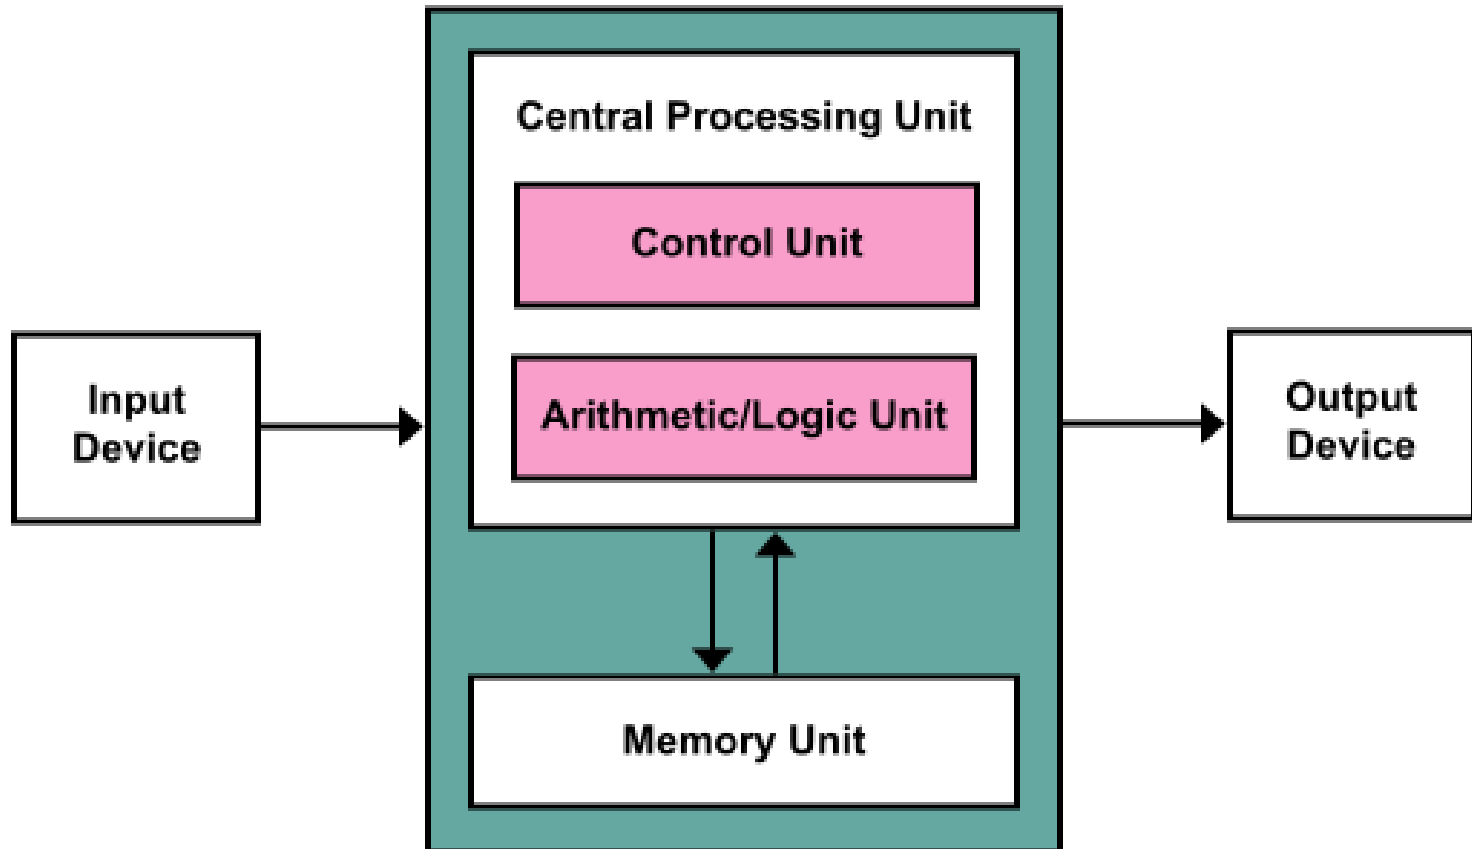 Central Processing Unit
Control Unit
Arithmetic/Logic Unit
Input
Device
Output
Device
Memory Unit